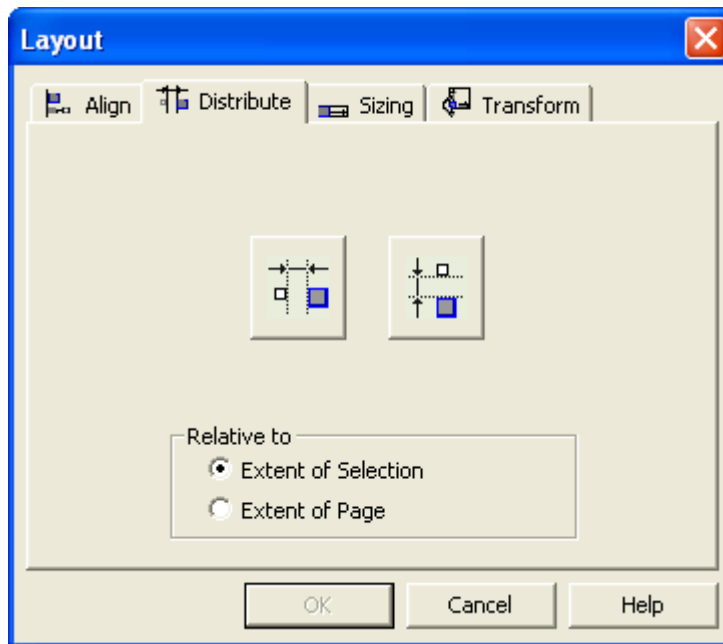 Layout
Align Distribute Sizing Transform
Relative to
Extent of Selection
Extent of Page
OK Cancel Help